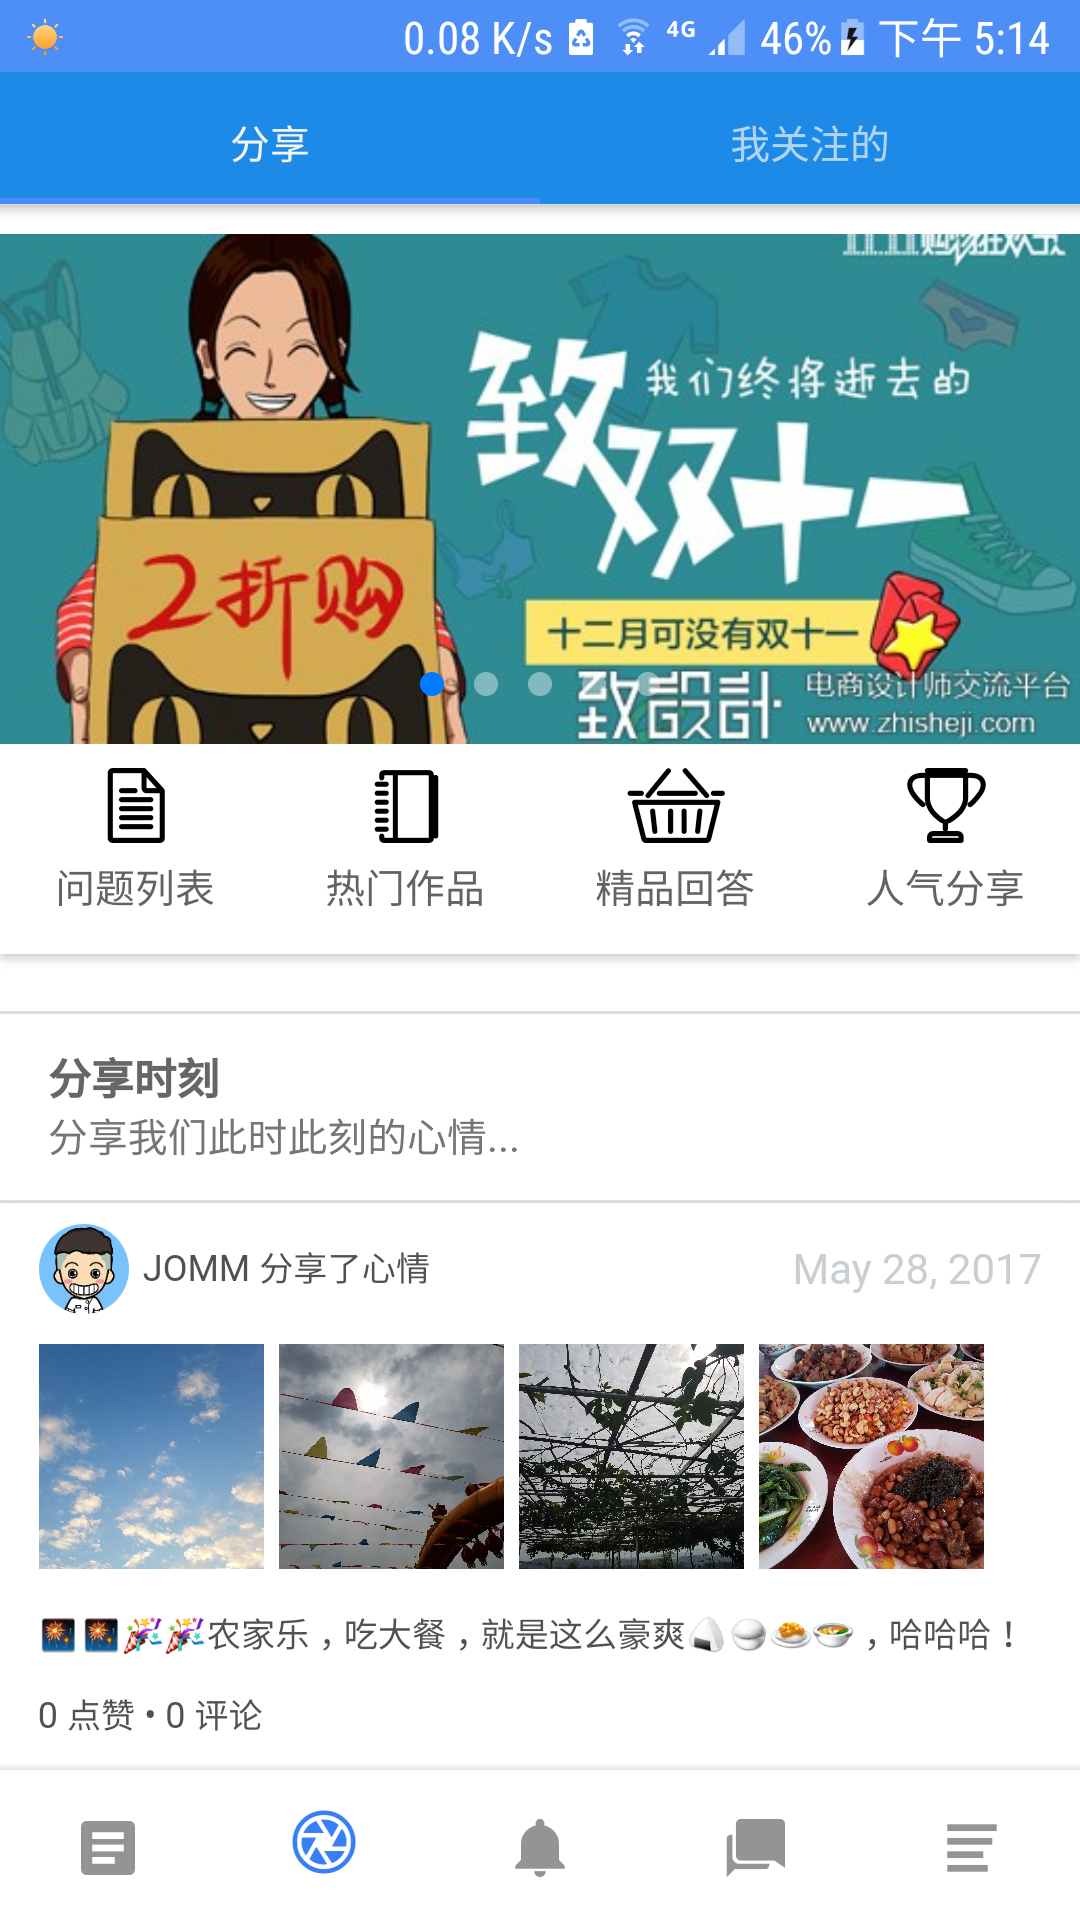 0.08 K/s 4G 46% 下午 5:14
分享 我关注的
致 我们终将逝去的
双十一
2折购
十二月可没有双十一
致設計 电商设计师交流平台
www.zhisheji.com
问题列表 热门作品 精品回答 人气分享
分享时刻
分享我们此时此刻的心情...
JOMM 分享了心情 May 28, 2017
🎆🎆🎉🎉农家乐，吃大餐，就是这么豪爽🍙🍚🍛🍲，哈哈哈！
0 点赞 • 0 评论